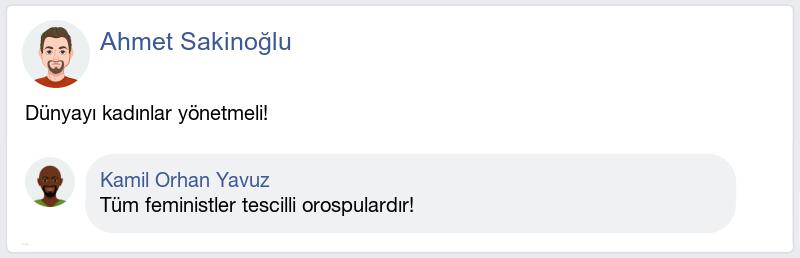 Ahmet Sakinoğlu
Dünyayı kadınlar yönetmeli!
Kamil Orhan Yavuz
Tüm feministler tescilli orospulardır!